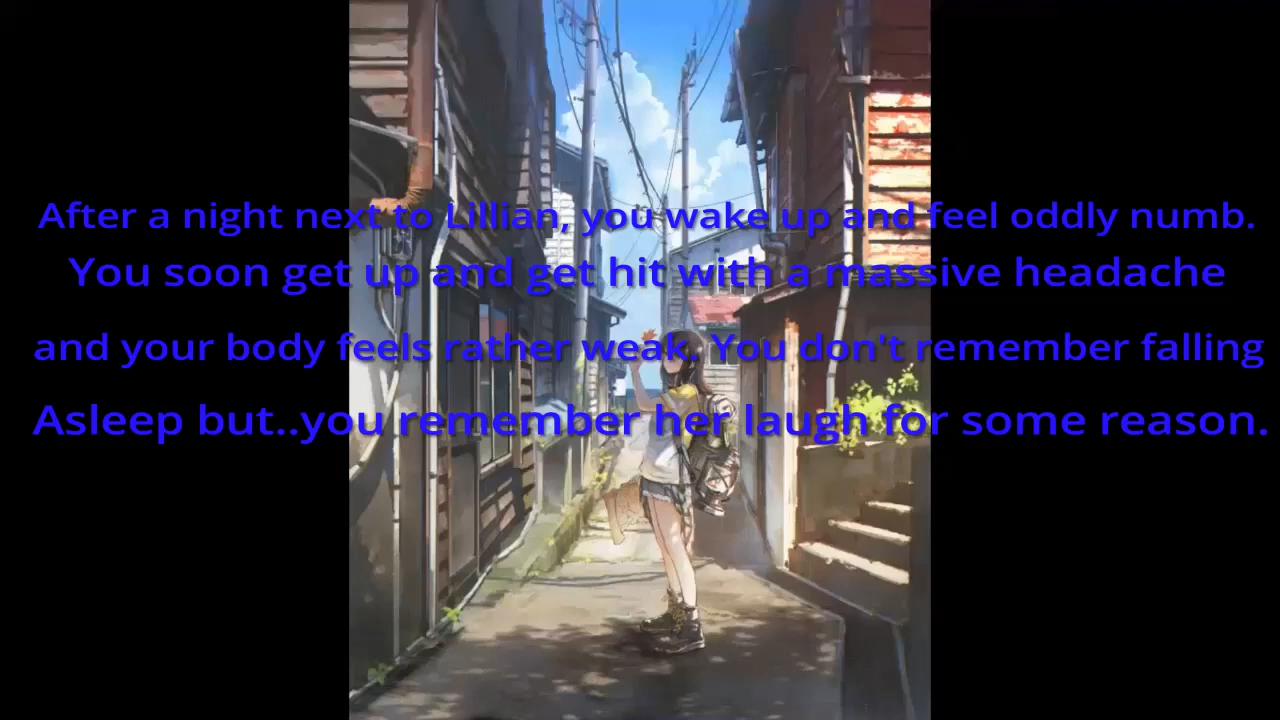 After a night next to Lillian, you wake up and feel oddly numb.
You soon get up and get hit with a massive headache
and your body feels rather weak. You don't remember falling
Asleep but..you remember her laugh for some reason.